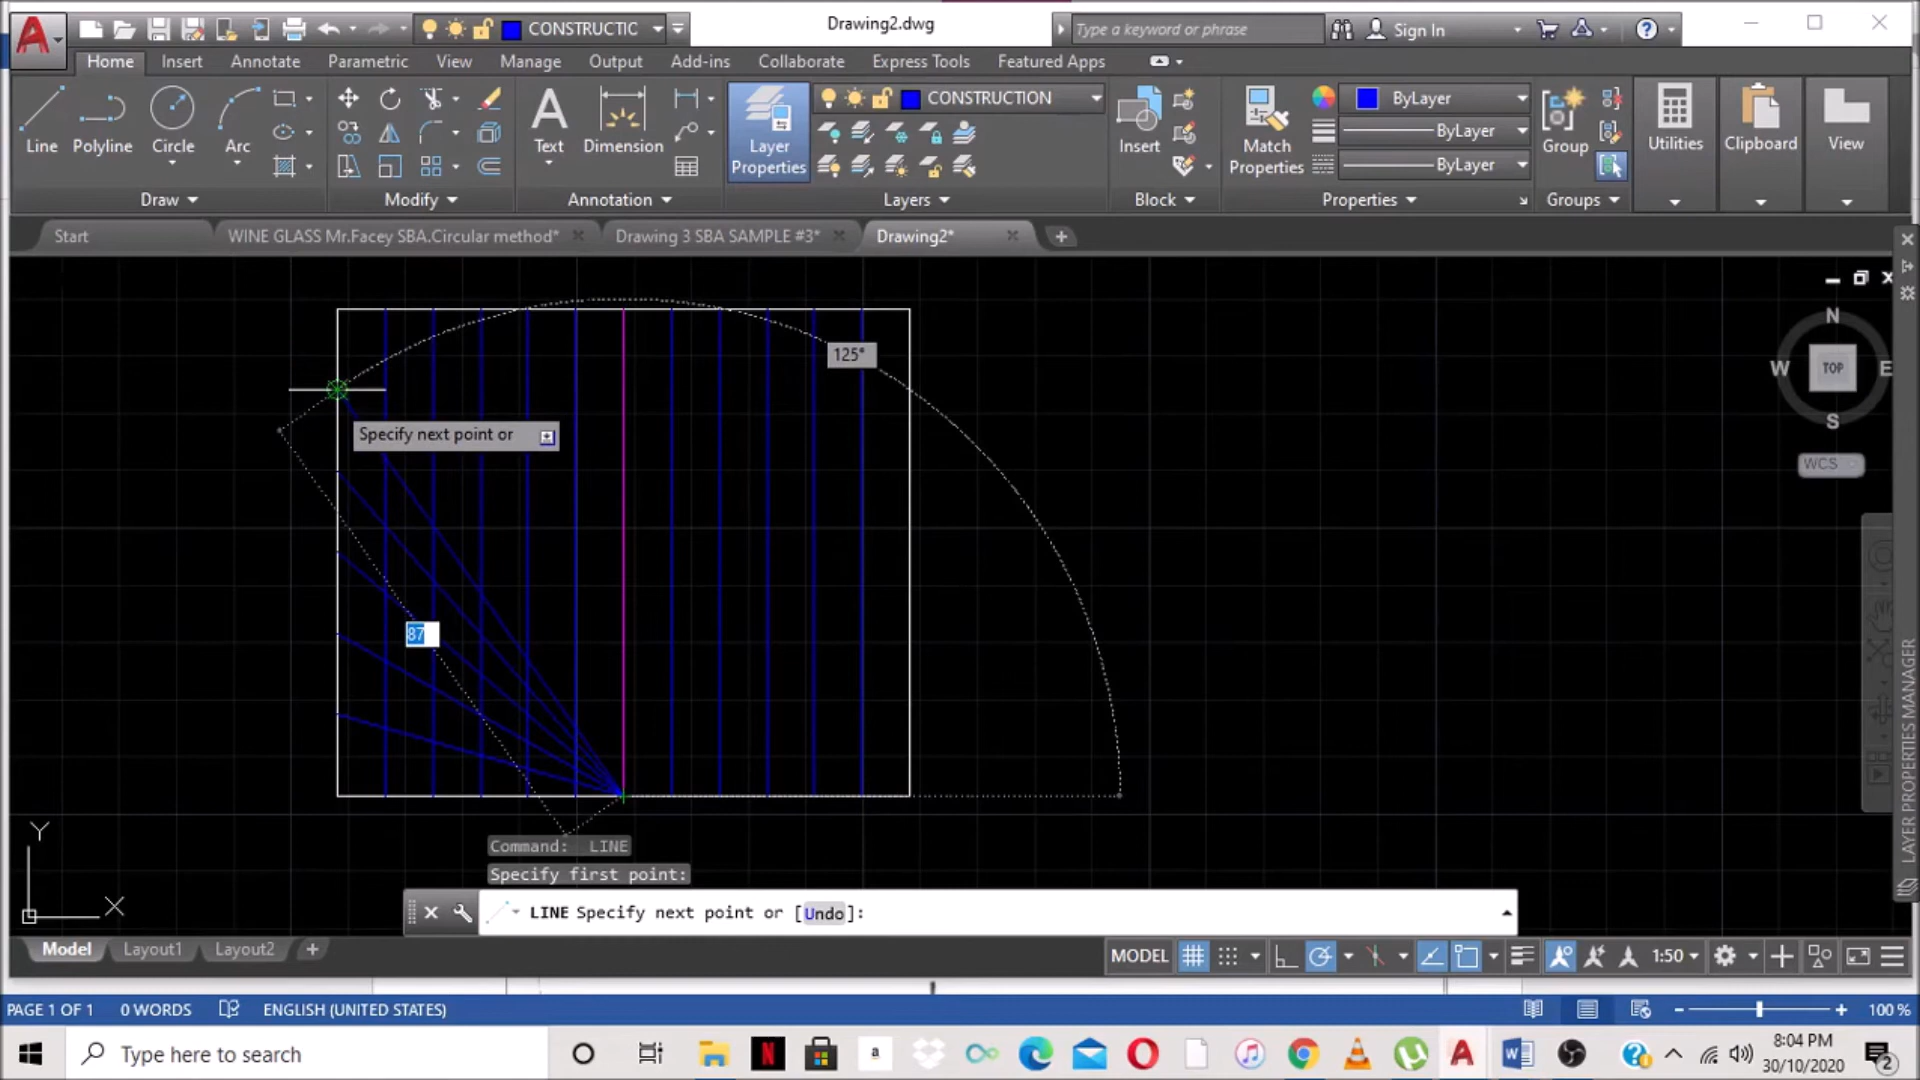 CONSTRUCTIC
Drawing2.dwg
Type a keyword or phrase
Sign In
Home
Insert
Annotate
Parametric
View
Manage
Output
Add-ins
Collaborate
Express Tools
Featured Apps
Line
Polyline
Circle
Arc
Text
Dimension
Layer
Properties
CONSTRUCTION
Insert
Match
Properties
ByLayer
ByLayer
ByLayer
Group
Utilities
Clipboard
View
Draw
Modify
Annotation
Layers
Block
Properties
Groups
Start
WINE GLASS Mr.Facey SBA.Circular method*
Drawing 3 SBA SAMPLE #3*
Drawing2*
N
W
TOP
E
S
WCS
125°
Specify next point or
87
Y
X
Command: LINE
Specify first point:
LINE Specify next point or [Undo]:
LAYER PROPERTIES MANAGER
Model
Layout1
Layout2
MODEL
1:50
PAGE 1 OF 1
0 WORDS
ENGLISH (UNITED STATES)
100 %
Type here to search
8:04 PM
30/10/2020
2